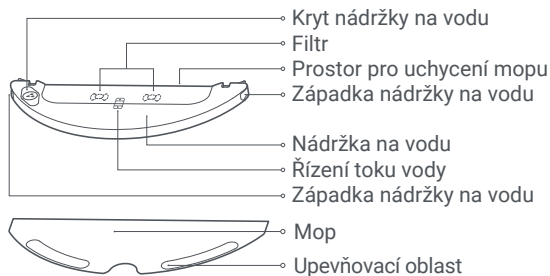 Kryt nádržky na vodu
Filtr
Prostor pro uchycení mopu
Západka nádržky na vodu
Nádržka na vodu
Řízení toku vody
Západka nádržky na vodu
Mop
Upevňovací oblast